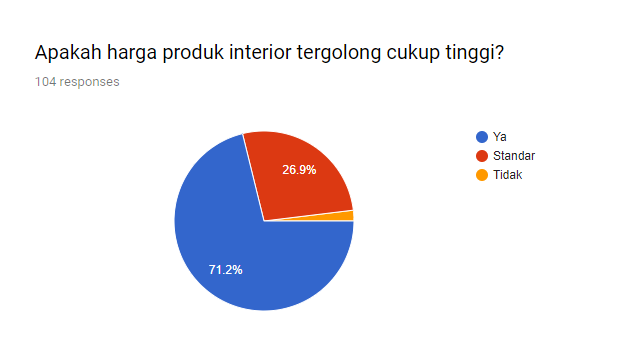 Apakah harga produk interior tergolong cukup tinggi?
104 responses
Ya
Standar
Tidak
26.9%
71.2%